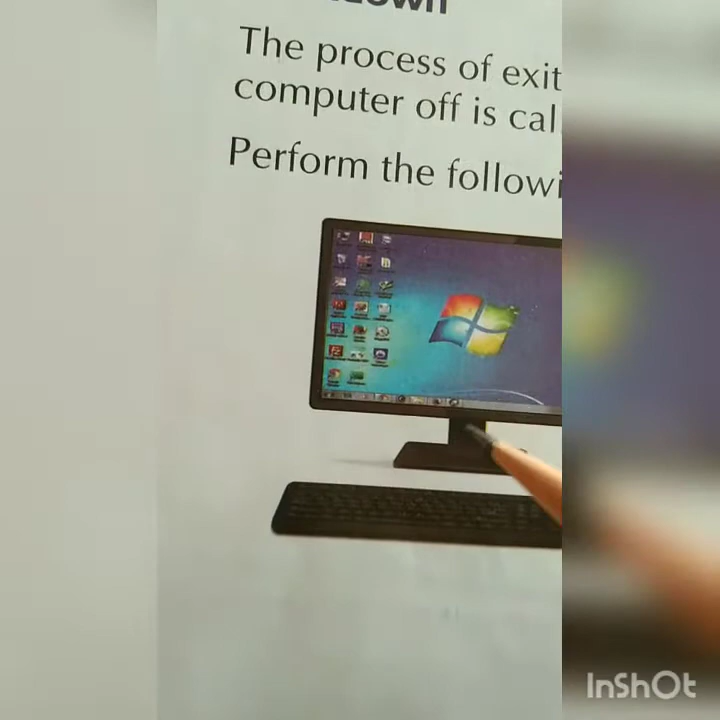 The process of exit
computer off is cal
Perform the followi
InShOt